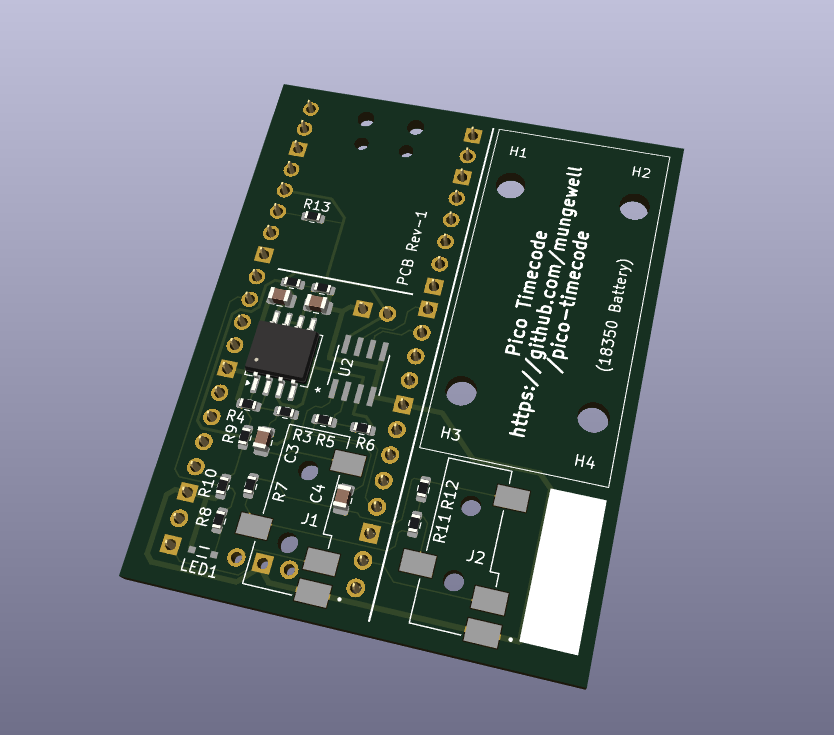 H1
H2
R13
PCB Rev-1
Pico Timecode
https://github.com/mungewell
/pico-timecode
(18350 Battery)
U2
*
R4
R9
R3
R5
R6
C3
H3
H4
R10
R7
C4
R8
J1
R12
R11
J2
LED1